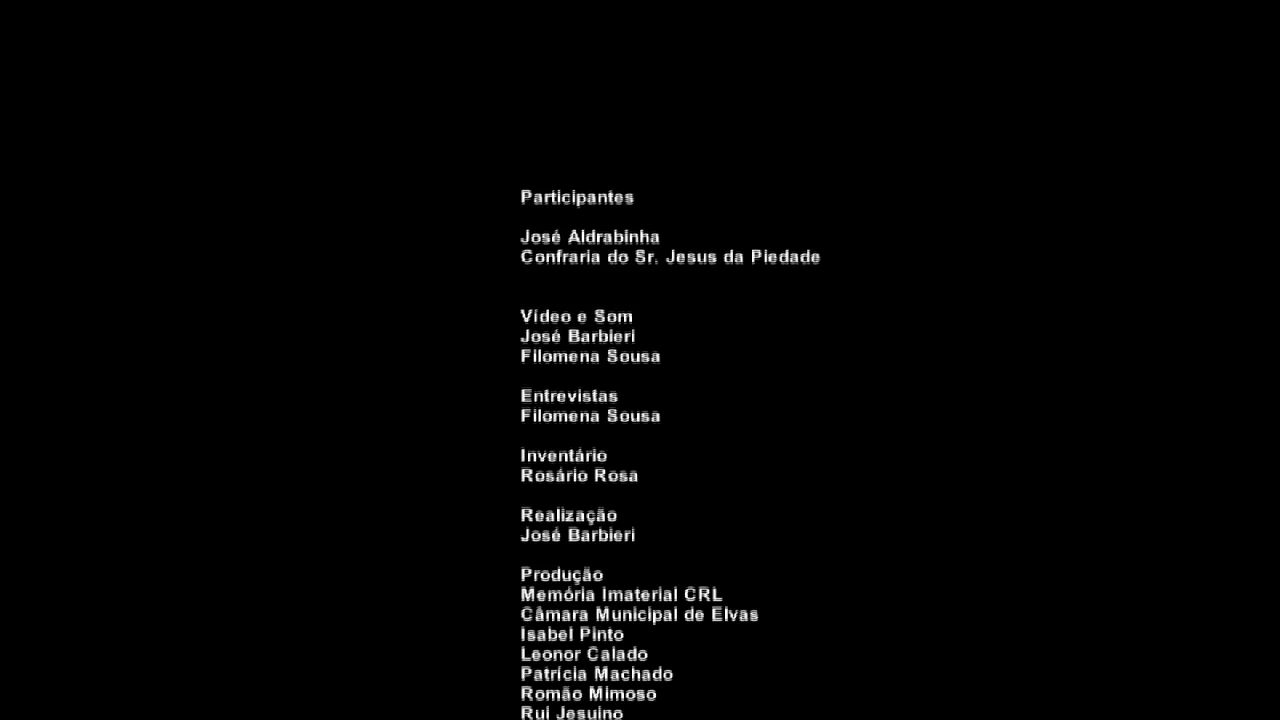 Participantes
José Aldrabinha
Confraria do Sr. Jesus da Piedade
Vídeo e Som
José Barbieri
Filomena Sousa
Entrevistas
Filomena Sousa
Inventário
Rosário Rosa
Realização
José Barbieri
Produção
Memória Imaterial CRL
Câmara Municipal de Elvas
Isabel Pinto
Leonor Calado
Patrícia Machado
Romão Mimoso
Rui Jesuino